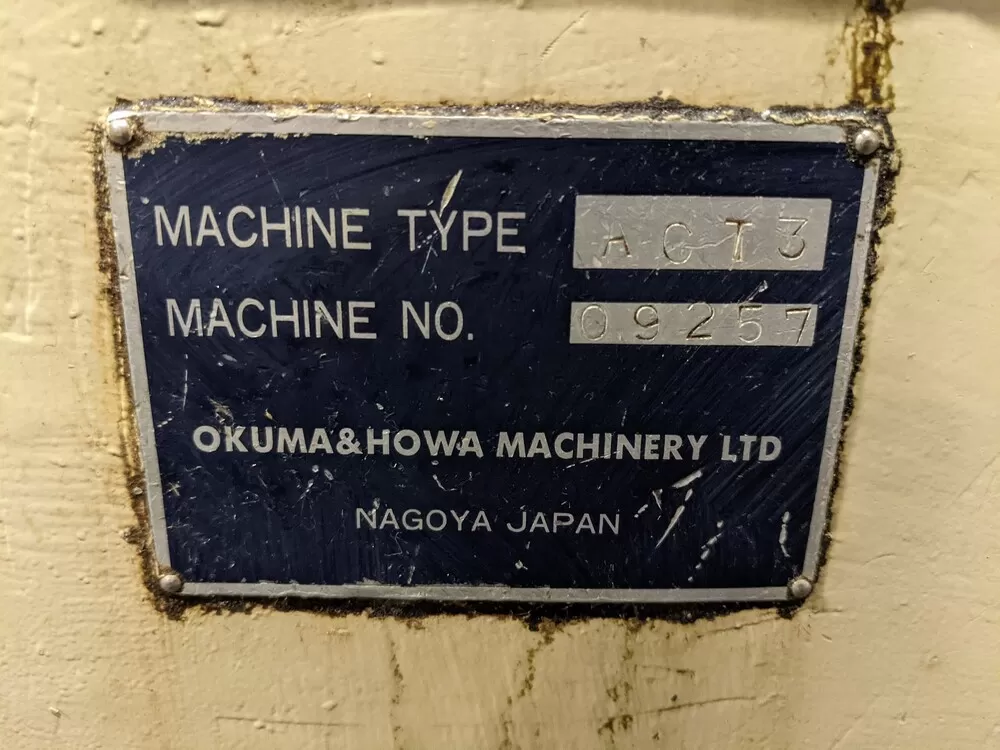 MACHINE TYPE ACT3
MACHINE NO. 09257
OKUMA&HOWA MACHINERY LTD
NAGOYA JAPAN